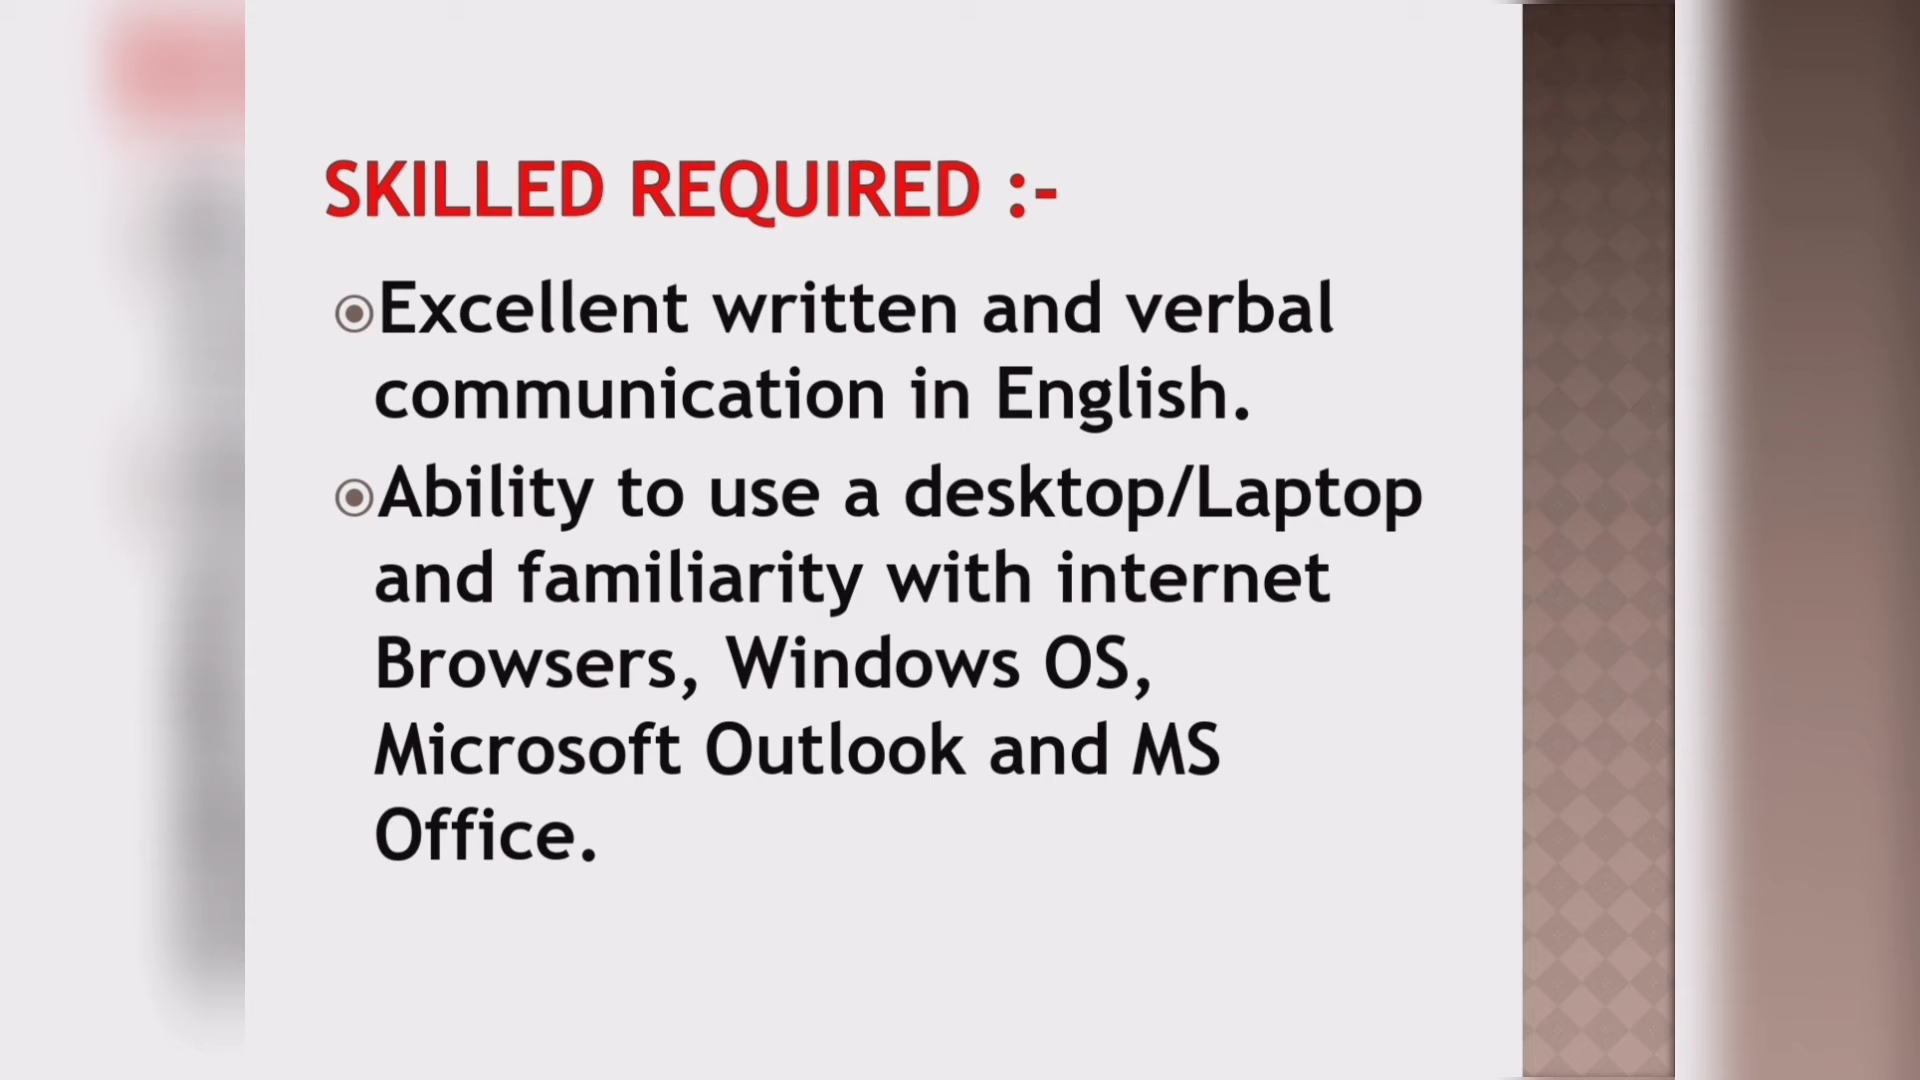 SKILLED REQUIRED :-
Excellent written and verbal
communication in English.
Ability to use a desktop/Laptop
and familiarity with internet
Browsers, Windows OS,
Microsoft Outlook and MS
Office.